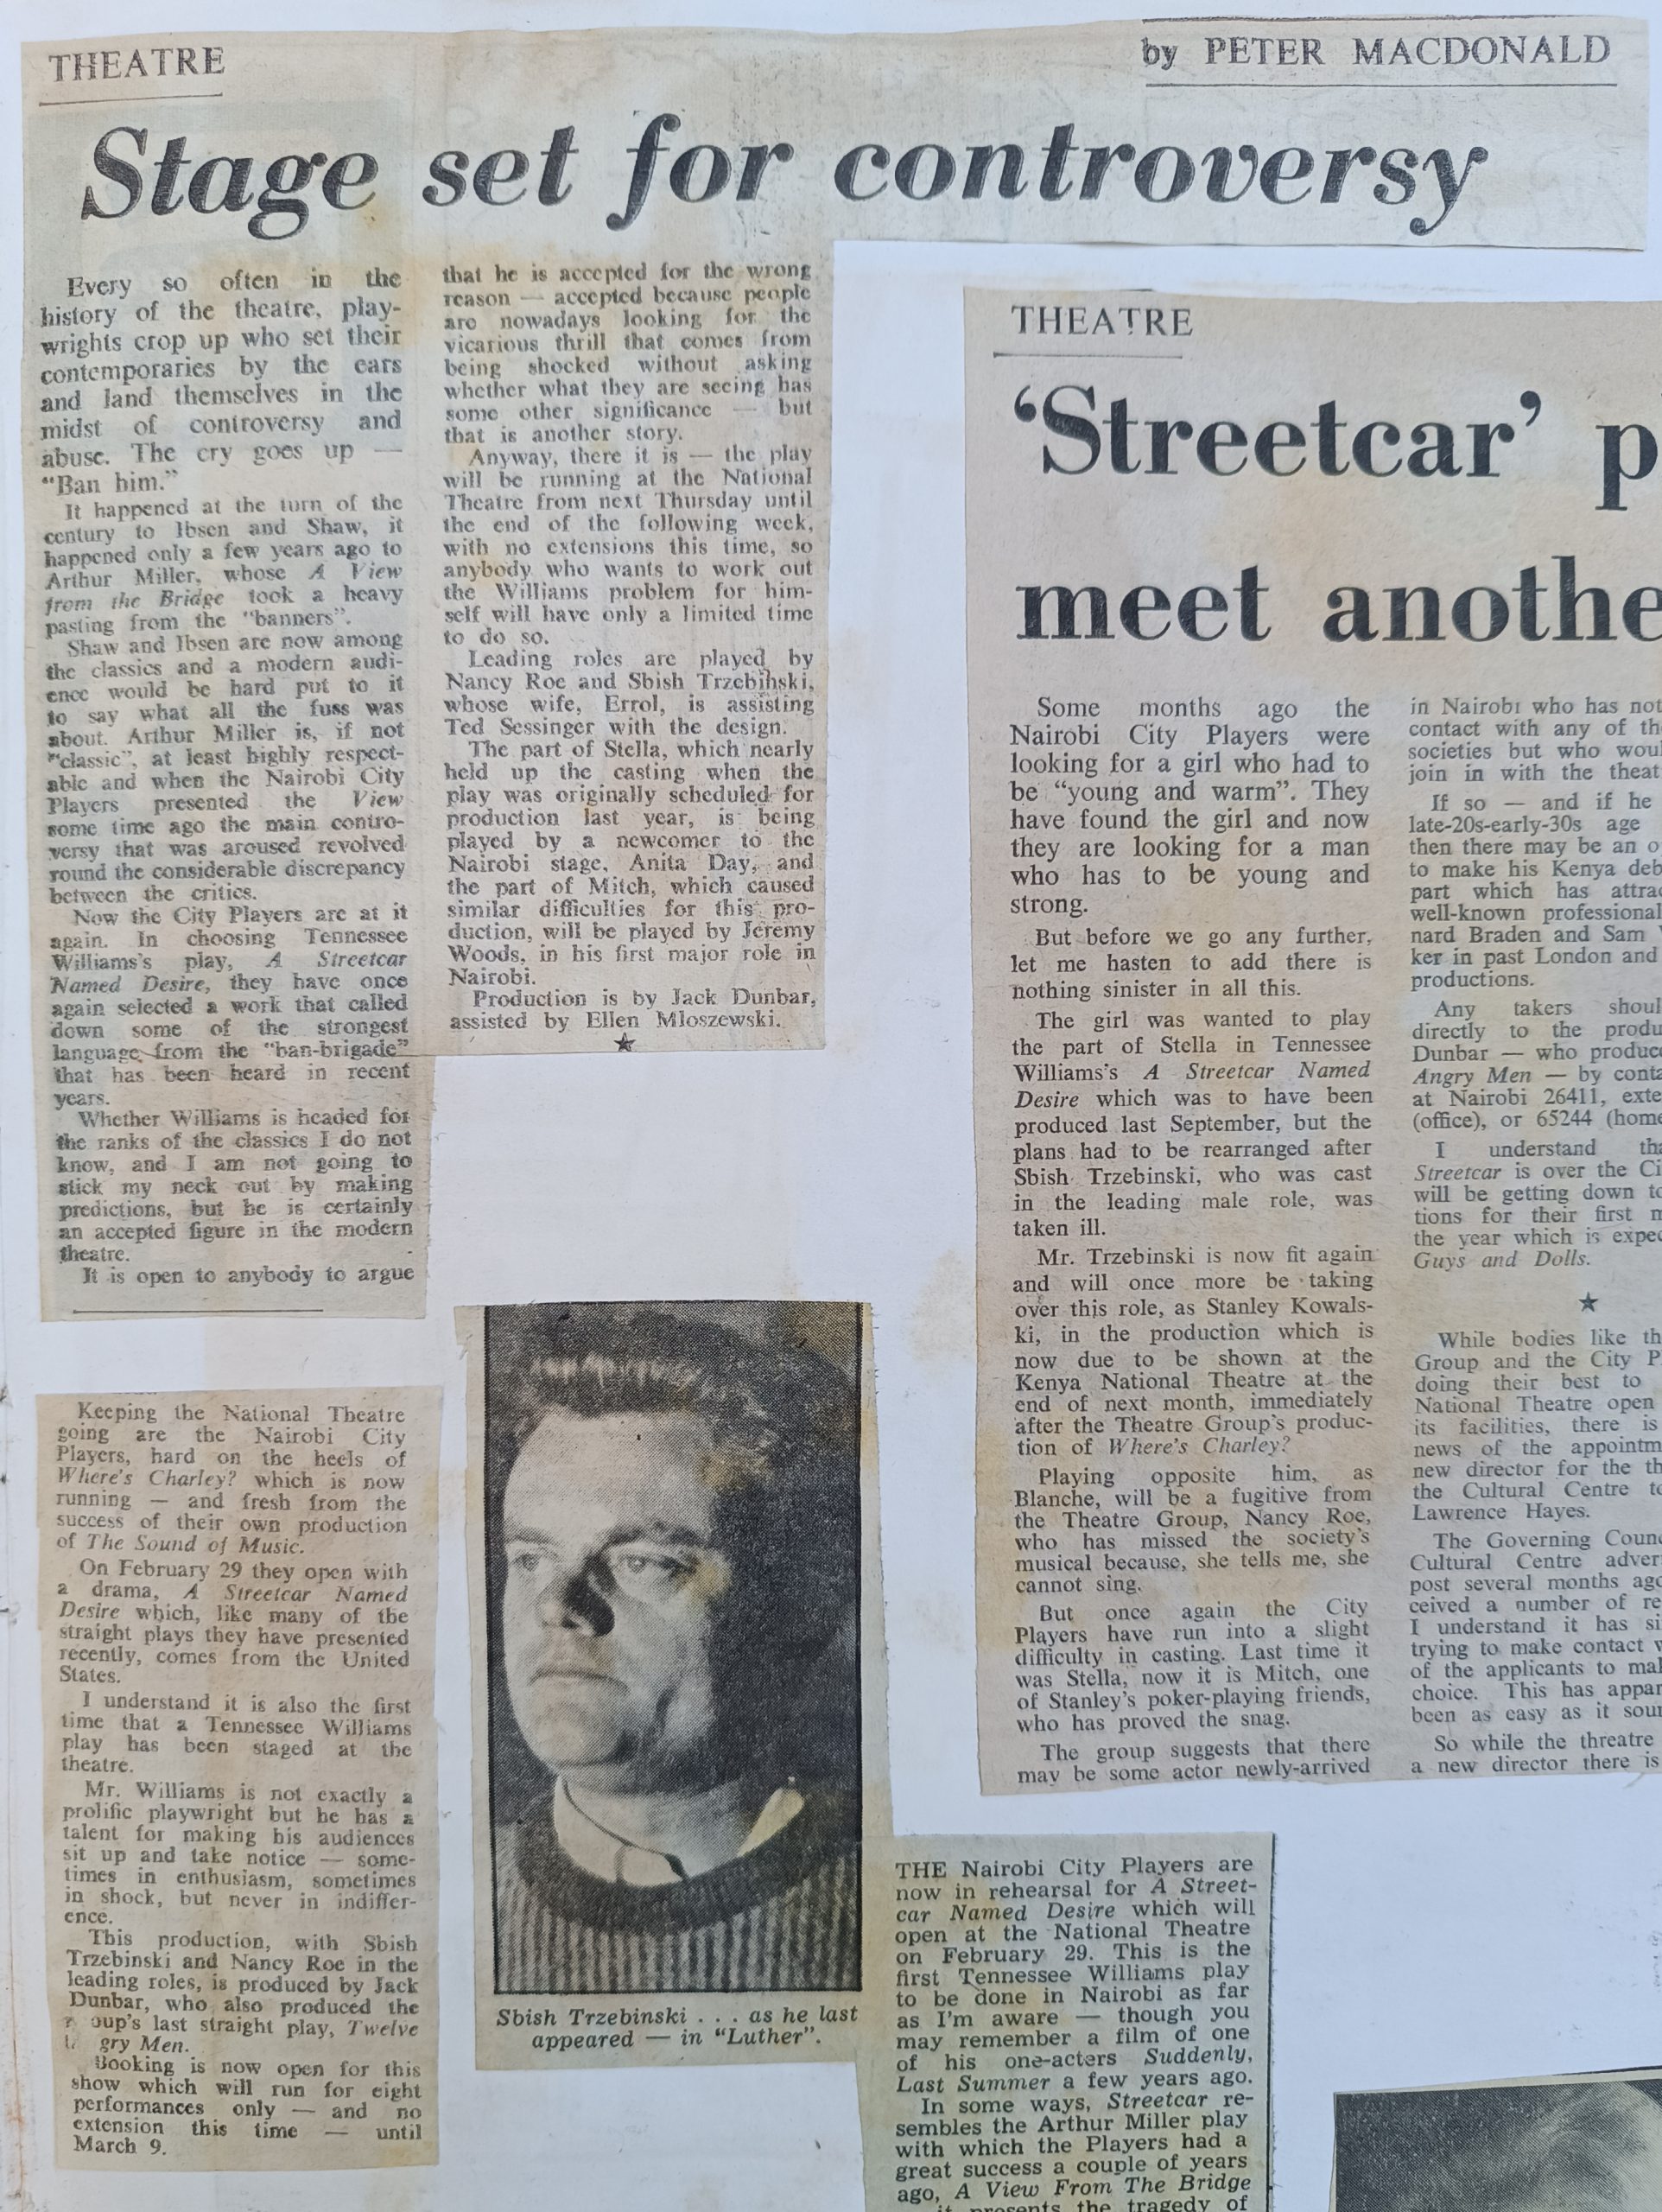 THEATRE
by PETER MACDONALD
Stage set for controversy
Every so often in the
history of the theatre, play-
wrights crop up who set their
contemporaries by the ears
and land themselves in the
midst of controversy and
abuse. The cry goes up —
"Ban him."
It happened at the turn of the
century to Ibsen and Shaw, it
happened only a few years ago to
Arthur Miller, whose A View
from the Bridge took a heavy
pasting from the "banners".
Shaw and Ibsen are now among
the classics and a modern audi-
ence would be hard put to it
to say what all the fuss was
about. Arthur Miller is, if not
"classic", at least highly respect-
able and when the Nairobi City
Players presented the View
some time ago the main contro-
versy that was aroused revolved
round the considerable discrepancy
between the critics.
Now the City Players are at it
again. In choosing Tennessee
Williams's play, A Streetcar
Named Desire, they have once
again selected a work that called
down some of the strongest
language from the "ban-brigade"
that has been heard in recent
years.
Whether Williams is headed for
the ranks of the classics I do not
know, and I am not going to
stick my neck out by making
predictions, but he is certainly
an accepted figure in the modern
theatre.
It is open to anybody to argue
that he is accepted for the wrong
reason — accepted because people
are nowadays looking for the
vicarious thrill that comes from
being shocked without asking
whether what they are seeing has
some other significance — but
that is another story.
Anyway, there it is — the play
will be running at the National
Theatre from next Thursday until
the end of the following week,
with no extensions this time, so
anybody who wants to work out
the Williams problem for him-
self will have only a limited time
to do so.
Leading roles are played by
Nancy Roe and Sbish Trzebinski,
whose wife, Errol, is assisting
Ted Sessinger with the design.
The part of Stella, which nearly
held up the casting when the
play was originally scheduled for
production last year, is being
played by a newcomer to the
Nairobi stage, Anita Day, and
the part of Mitch, which caused
similar difficulties for this pro-
duction, will be played by Jeremy
Woods, in his first major role in
Nairobi.
Production is by Jack Dunbar,
assisted by Ellen Mloszewski.
★
Keeping the National Theatre
going are the Nairobi City
Players, hard on the heels of
Where's Charley? which is now
running — and fresh from the
success of their own production
of The Sound of Music.
On February 29 they open with
a drama, A Streetcar Named
Desire which, like many of the
straight plays they have presented
recently, comes from the United
States.
I understand it is also the first
time that a Tennessee Williams
play has been staged at the
theatre.
Mr. Williams is not exactly a
prolific playwright but he has a
talent for making his audiences
sit up and take notice — some-
times in enthusiasm, sometimes
in shock, but never in indiffer-
ence.
This production, with Sbish
Trzebinski and Nancy Roe in the
leading roles, is produced by Jack
Dunbar, who also produced the
oup's last straight play, Twelve
gry Men.
Booking is now open for this
show which will run for eight
performances only — and no
extension this time — until
March 9.
Sbish Trzebinski . . . as he last
appeared — in "Luther".
THEATRE
'Streetcar' p
meet anothe
Some months ago the
Nairobi City Players were
looking for a girl who had to
be "young and warm". They
have found the girl and now
they are looking for a man
who has to be young and
strong.
But before we go any further,
let me hasten to add there is
nothing sinister in all this.
The girl was wanted to play
the part of Stella in Tennessee
Williams's A Streetcar Named
Desire which was to have been
produced last September, but the
plans had to be rearranged after
Sbish Trzebinski, who was cast
in the leading male role, was
taken ill.
Mr. Trzebinski is now fit again
and will once more be taking
over this role, as Stanley Kowals-
ki, in the production which is
now due to be shown at the
Kenya National Theatre at the
end of next month, immediately
after the Theatre Group's produc-
tion of Where's Charley?
Playing opposite him, as
Blanche, will be a fugitive from
the Theatre Group, Nancy Roe,
who has missed the society's
musical because, she tells me, she
cannot sing.
But once again the City
Players have run into a slight
difficulty in casting. Last time it
was Stella, now it is Mitch, one
of Stanley's poker-playing friends,
who has proved the snag.
The group suggests that there
may be some actor newly-arrived
in Nairobi who has not
contact with any of th
societies but who woul
join in with the theat
If so — and if he
late-20s-early-30s age
then there may be an o
to make his Kenya deb
part which has attrac
well-known professional
nard Braden and Sam
ker in past London and
productions.
Any takers shoul
directly to the produ
Dunbar — who produce
Angry Men — by conta
at Nairobi 26411, exte
(office), or 65244 (home
I understand tha
Streetcar is over the Ci
will be getting down to
tions for their first m
the year which is expec
Guys and Dolls.
★
While bodies like th
Group and the City P
doing their best to
National Theatre open
its facilities, there is
news of the appointm
new director for the th
the Cultural Centre to
Lawrence Hayes.
The Governing Counc
Cultural Centre adver
post several months ago
ceived a number of re
I understand it has si
trying to make contact w
of the applicants to mak
choice. This has appar
been as easy as it sour
So while the threatre
a new director there is
THE Nairobi City Players are
now in rehearsal for A Street-
car Named Desire which will
open at the National Theatre
on February 29. This is the
first Tennessee Williams play
to be done in Nairobi as far
as I'm aware — though you
may remember a film of one
of his one-acters Suddenly,
Last Summer a few years ago.
In some ways, Streetcar re-
sembles the Arthur Miller play
with which the Players had a
great success a couple of years
ago, A View From The Bridge
it presents the tragedy of